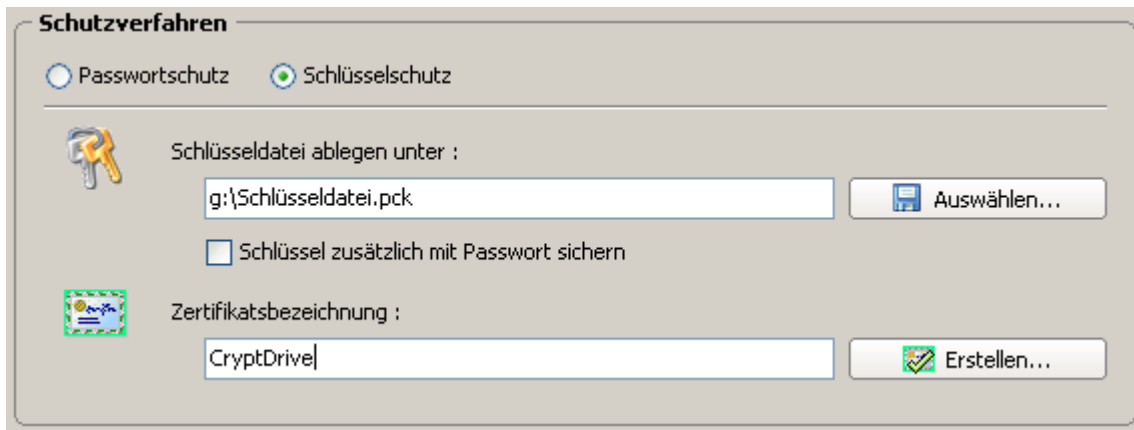 Schutzverfahren
Passwortschutz Schlüsselschutz
Schlüsseldatei ablegen unter :
g:\Schlüsseldatei.pck Auswählen...
Schlüssel zusätzlich mit Passwort sichern
Zertifikatsbezeichnung :
CryptDrive Erstellen...